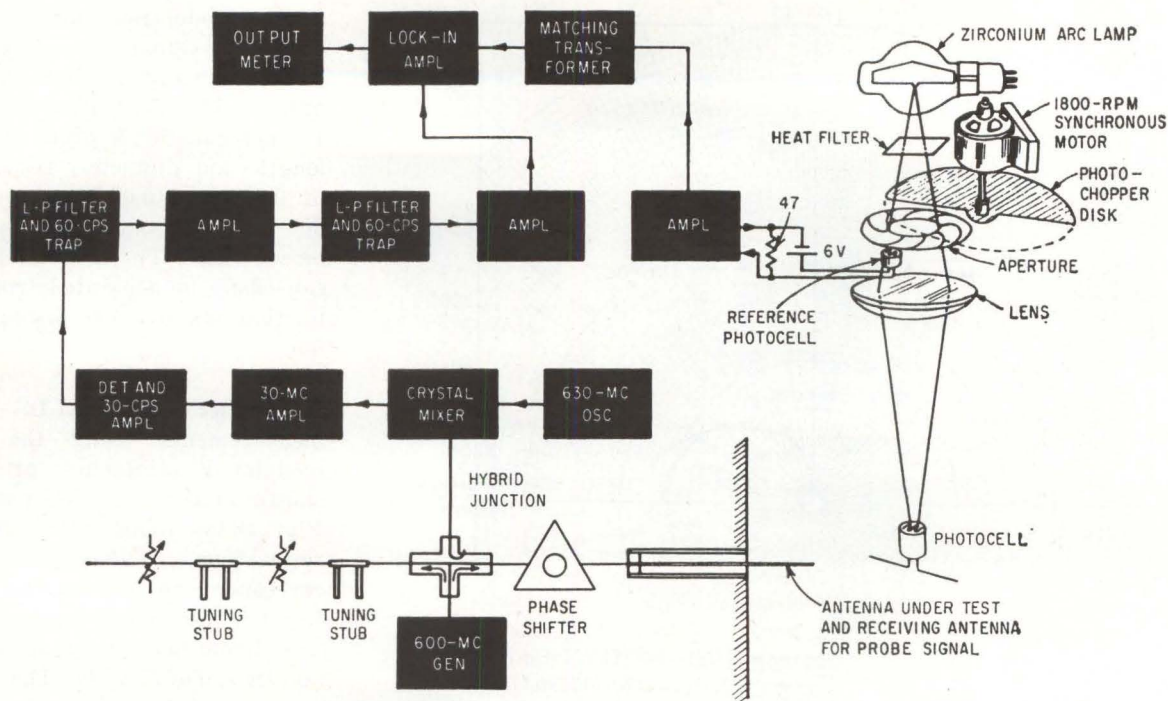 OUTPUT
METER
LOCK-IN
AMPL
MATCHING
TRANS-
FORMER
ZIRCONIUM ARC LAMP
1800-RPM
SYNCHRONOUS
MOTOR
HEAT FILTER
PHOTO-
CHOPPER
DISK
L-P FILTER
AND 60-CPS
TRAP
AMPL
L-P FILTER
AND 60-CPS
TRAP
AMPL
AMPL
47
6V
APERTURE
REFERENCE
PHOTOCELL
LENS
DET AND
30-CPS
AMPL
30-MC
AMPL
CRYSTAL
MIXER
630-MC
OSC
HYBRID
JUNCTION
PHOTOCELL
TUNING
STUB
TUNING
STUB
600-MC
GEN
PHASE
SHIFTER
ANTENNA UNDER TEST
AND RECEIVING ANTENNA
FOR PROBE SIGNAL